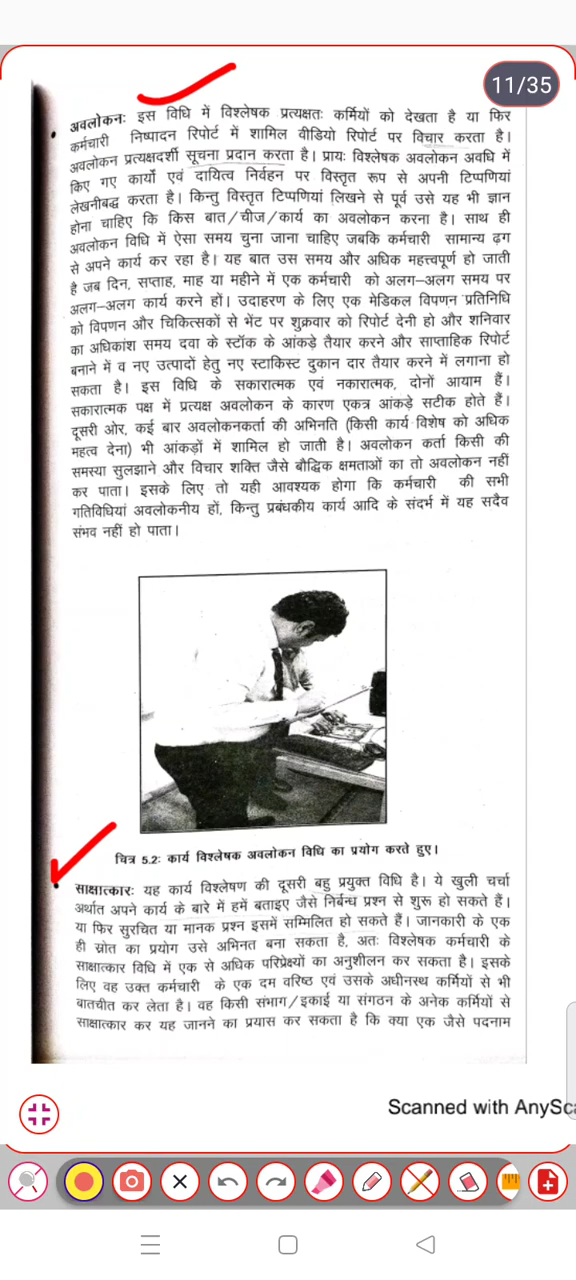 11/35
अवलोकनः इस विधि में विश्लेषक प्रत्यक्षतः कर्मियों को देखता है या फिर
कर्मचारी निष्पादन रिपोर्ट में शामिल वीडियो रिपोर्ट पर विचार करता है।
अवलोकन प्रत्यक्षदर्शी सूचना प्रदान करता है। प्रायः विश्लेषक अवलोकन अवधि में
किए गए कार्यों एवं दायित्व निर्वहन पर विस्तृत रूप से अपनी टिप्पणियां
लेखनीबद्ध करता है। किन्तु विस्तृत टिप्पणियां लिखने से पूर्व उसे यह भी ज्ञान
होना चाहिए कि किस बात/चीज/कार्य का अवलोकन करना है। साथ ही
अवलोकन विधि में ऐसा समय चुना जाना चाहिए जबकि कर्मचारी सामान्य ढ़ग
से अपने कार्य कर रहा है। यह बात उस समय और अधिक महत्त्वपूर्ण हो जाती
है जब दिन, सप्ताह, माह या महीने में एक कर्मचारी को अलग–अलग समय पर
अलग–अलग कार्य करने हों। उदाहरण के लिए एक मेडिकल विपणन प्रतिनिधि
को विपणन और चिकित्सकों से भेंट पर शुक्रवार को रिपोर्ट देनी हो और शनिवार
का अधिकांश समय दवा के स्टॉक के आंकड़े तैयार करने और साप्ताहिक रिपोर्ट
बनाने में व नए उत्पादों हेतु नए स्टाकिस्ट दुकान दार तैयार करने में लगाना हो
सकता है। इस विधि के सकारात्मक एवं नकारात्मक, दोनों आयाम हैं।
सकारात्मक पक्ष में प्रत्यक्ष अवलोकन के कारण एकत्र आंकड़े सटीक होते हैं।
दूसरी ओर, कई बार अवलोकनकर्ता की अभिनति (किसी कार्य विशेष को अधिक
महत्व देना) भी आंकड़ों में शामिल हो जाती है। अवलोकन कर्ता किसी की
समस्या सुलझाने और विचार शक्ति जैसे बौद्धिक क्षमताओं का तो अवलोकन नहीं
कर पाता। इसके लिए तो यही आवश्यक होगा कि कर्मचारी की सभी
गतिविधियां अवलोकनीय हों, किन्तु प्रबंधकीय कार्य आदि के संदर्भ में यह सदैव
संभव नहीं हो पाता।
चित्र 5.2: कार्य विश्लेषक अवलोकन विधि का प्रयोग करते हुए।
साक्षात्कारः यह कार्य विश्लेषण की दूसरी बहु प्रयुक्त विधि है। ये खुली चर्चा
अर्थात अपने कार्य के बारे में हमें बताइए जैसे निर्बन्ध प्रश्न से शुरू हो सकते हैं।
या फिर सुरचित या मानक प्रश्न इसमें सम्मिलित हो सकते हैं। जानकारी के एक
ही स्रोत का प्रयोग उसे अभिनत बना सकता है, अतः विश्लेषक कर्मचारी के
साक्षात्कार विधि में एक से अधिक परिप्रेक्ष्यों का अनुशीलन कर सकता है। इसके
लिए वह उक्त कर्मचारी के एक दम वरिष्ठ एवं उसके अधीनरथ कर्मियों से भी
बातचीत कर लेता है। वह किसी संभाग/इकाई या संगठन के अनेक कर्मियों से
साक्षात्कार कर यह जानने का प्रयास कर सकता है कि क्या एक जैसे पदनाम
Scanned with AnySc